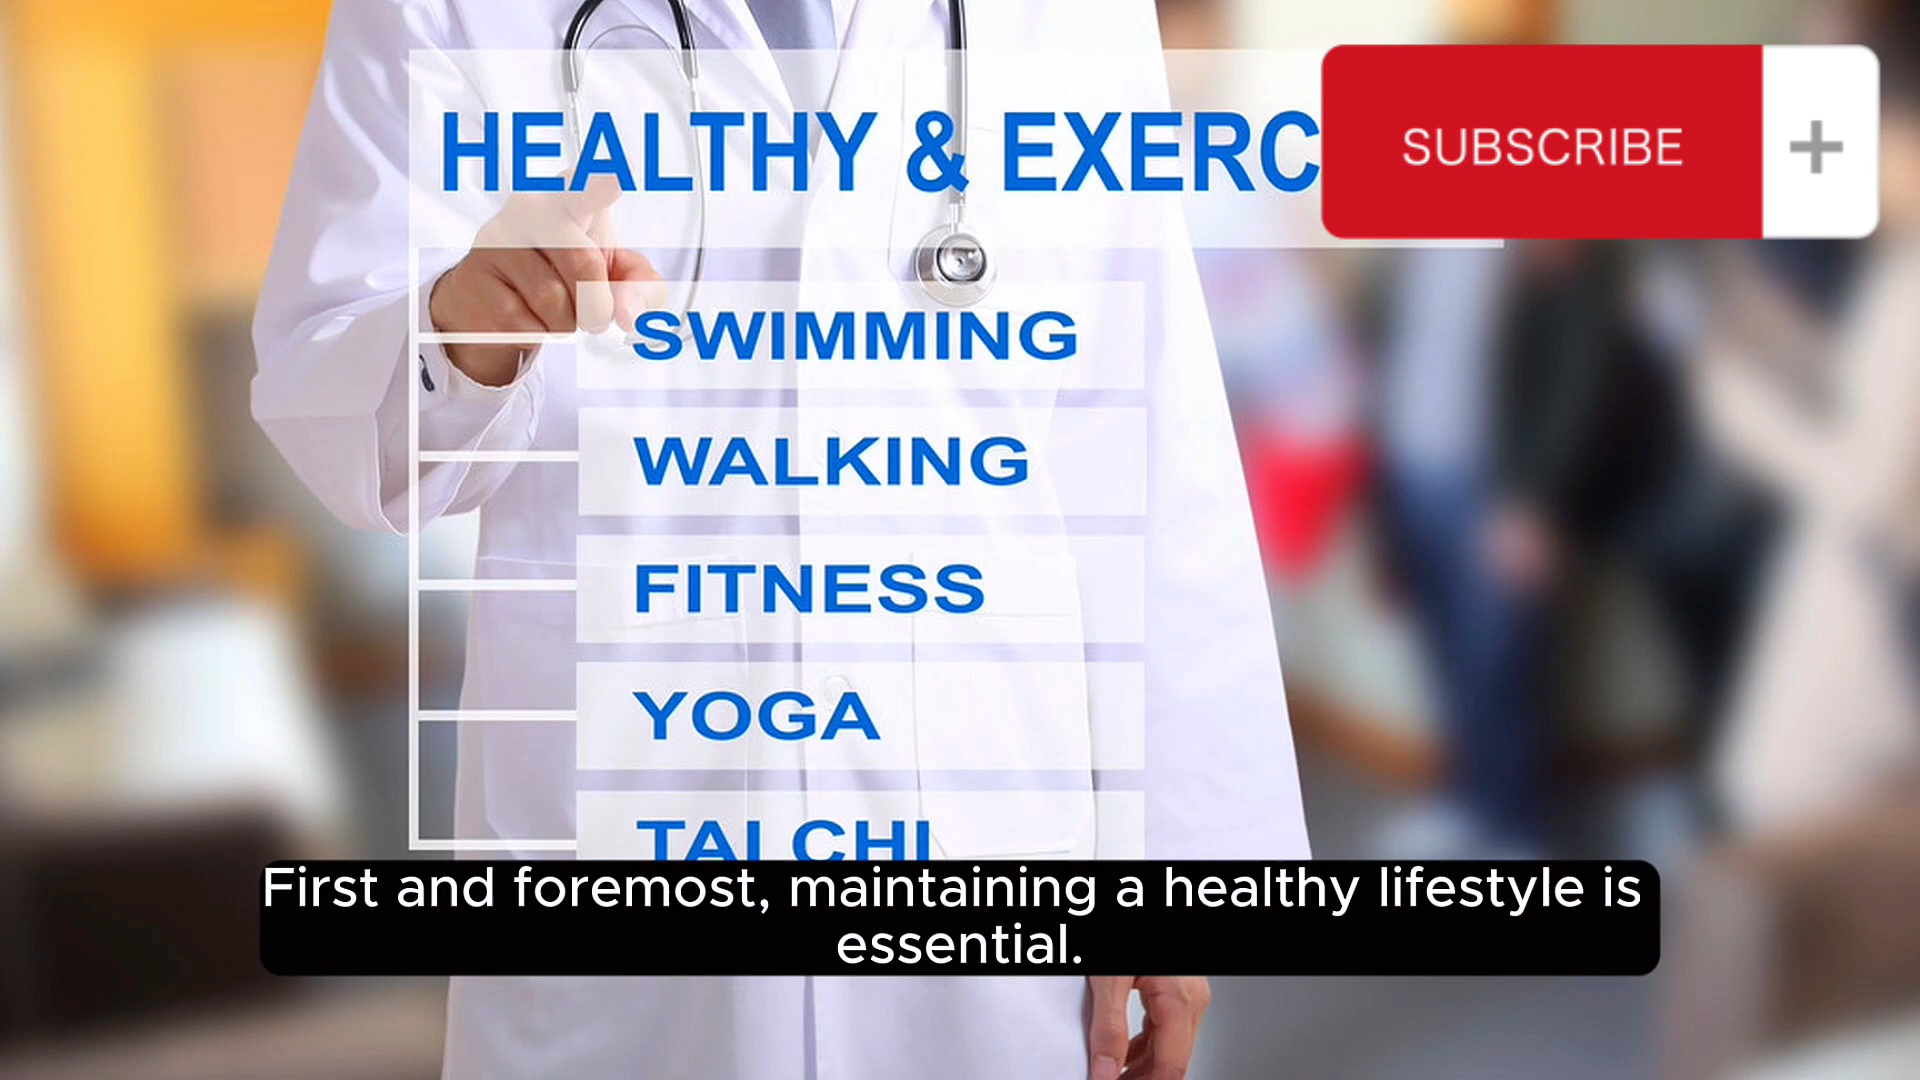 HEALTHY & EXERC
SUBSCRIBE
SWIMMING
WALKING
FITNESS
YOGA
TAI CHI
First and foremost, maintaining a healthy lifestyle is
essential.